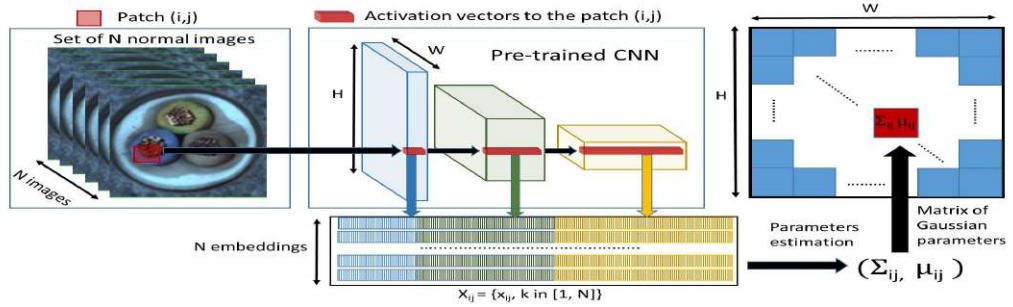 Patch (i,j)
Activation vectors to the patch (i,j)
W
Set of N normal images
W
Pre-trained CNN
H
H
Σij μij
N images
N embeddings
Parameters
estimation
Matrix of
Gaussian
parameters
(Σij, μij)
Xij = {xij, k in [1, N]}